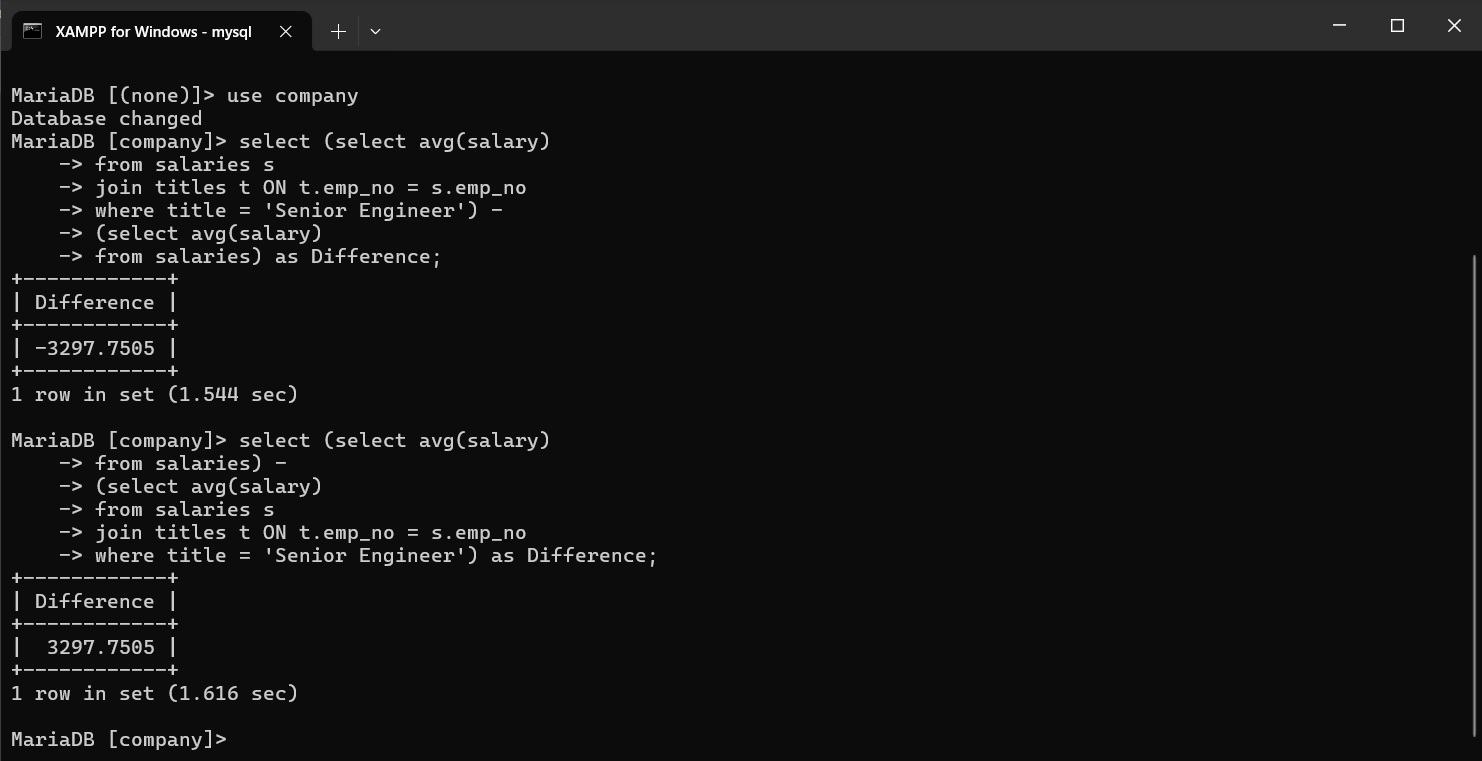 XAMPP for Windows - mysql
MariaDB [(none)]> use company
Database changed
MariaDB [company]> select (select avg(salary)
    -> from salaries s
    -> join titles t ON t.emp_no = s.emp_no
    -> where title = 'Senior Engineer') -
    -> (select avg(salary)
    -> from salaries) as Difference;
+------------+
| Difference |
+------------+
| -3297.7505 |
+------------+
1 row in set (1.544 sec)
MariaDB [company]> select (select avg(salary)
    -> from salaries) -
    -> (select avg(salary)
    -> from salaries s
    -> join titles t ON t.emp_no = s.emp_no
    -> where title = 'Senior Engineer') as Difference;
+------------+
| Difference |
+------------+
|  3297.7505 |
+------------+
1 row in set (1.616 sec)
MariaDB [company]>